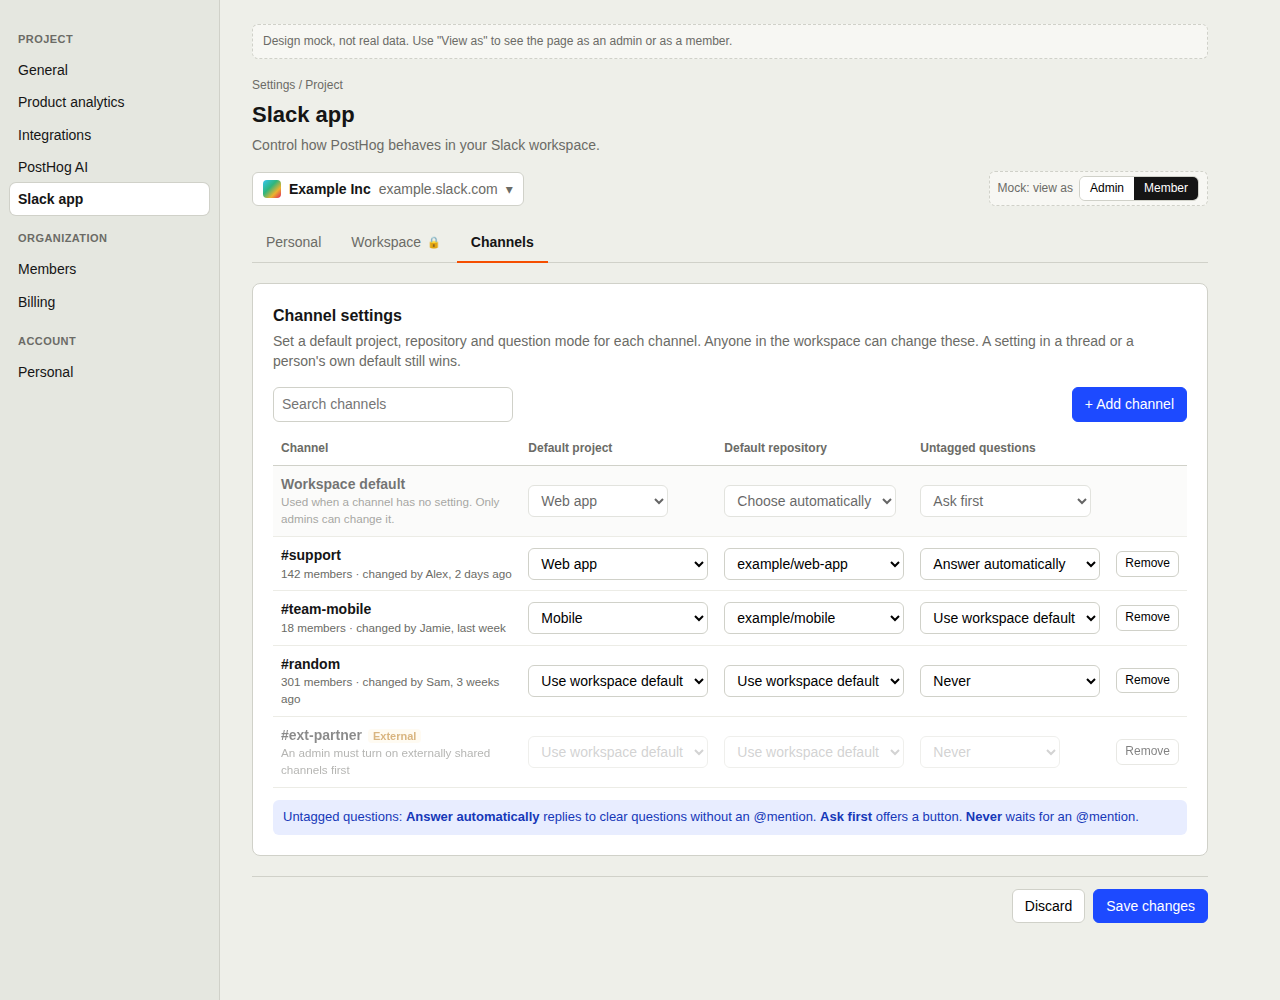 PROJECT
General
Product analytics
Integrations
PostHog AI
Slack app
ORGANIZATION
Members
Billing
ACCOUNT
Personal
Design mock, not real data. Use "View as" to see the page as an admin or as a member.
Settings / Project
Slack app
Control how PostHog behaves in your Slack workspace.
Example Inc example.slack.com ▾
Mock: view as Admin Member
Personal Workspace 🔒 Channels
Channel settings
Set a default project, repository and question mode for each channel. Anyone in the workspace can change these. A setting in a thread or a
person's own default still wins.
Search channels
+ Add channel
Channel Default project Default repository Untagged questions
Workspace default
Used when a channel has no setting. Only
admins can change it.
Web app Choose automatically Ask first
#support
142 members · changed by Alex, 2 days ago
Web app example/web-app Answer automatically Remove
#team-mobile
18 members · changed by Jamie, last week
Mobile example/mobile Use workspace default Remove
#random
301 members · changed by Sam, 3 weeks
ago
Use workspace default Use workspace default Never Remove
#ext-partner External
An admin must turn on externally shared
channels first
Use workspace default Use workspace default Never Remove
Untagged questions: Answer automatically replies to clear questions without an @mention. Ask first offers a button. Never waits for an @mention.
Discard Save changes